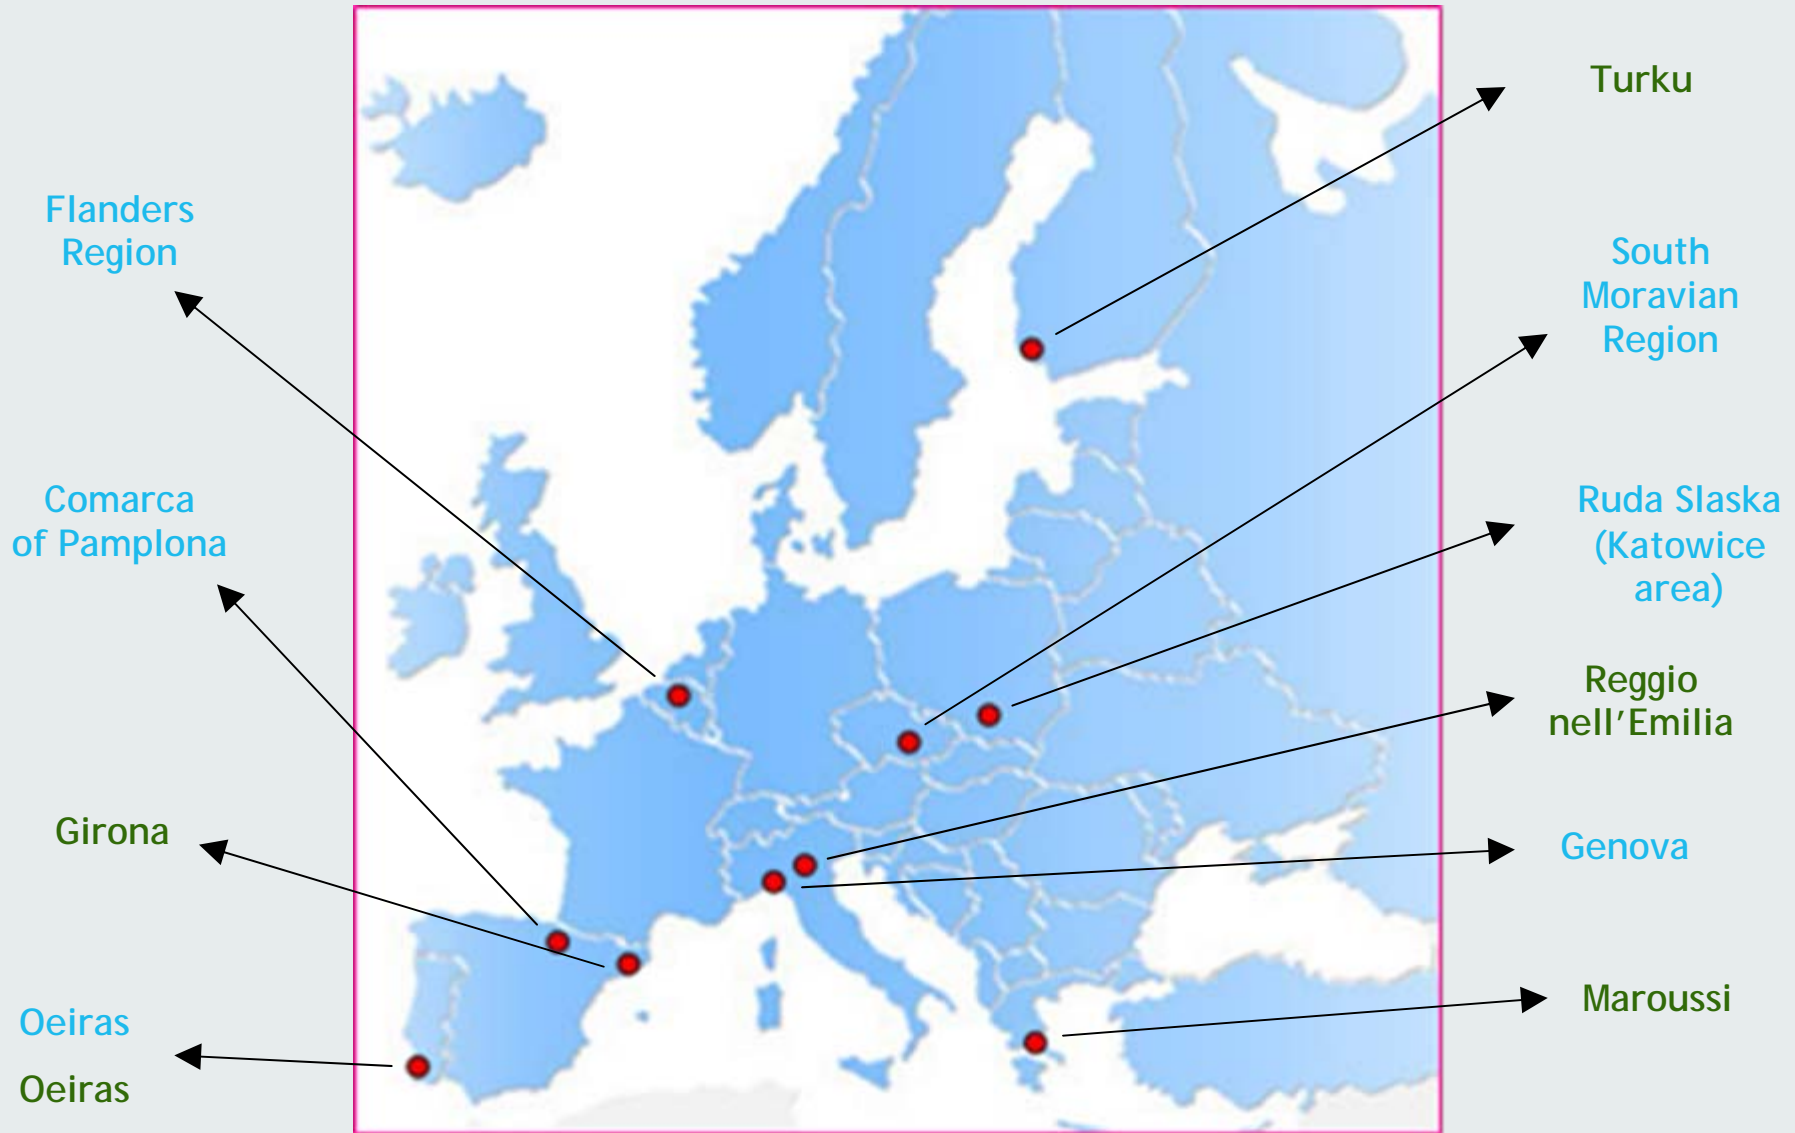 Flanders
Region
Comarca
of Pamplona
Girona
Oeiras
Oeiras
Turku
South
Moravian
Region
Ruda Slaska
(Katowice
area)
Reggio
nell'Emilia
Genova
Maroussi